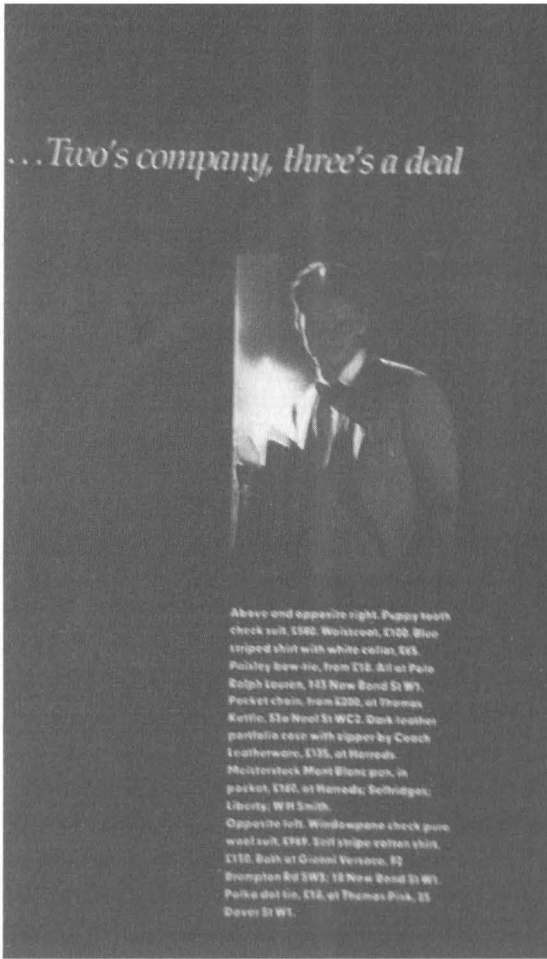 ...Two's company, three's a deal
Above and opposite right. Puppy tooth
check suit, £580. Waistcoat, £100. Blue
striped shirt with white collar, £65.
Paisley bow-tie, from £18. All at Polo
Ralph Lauren, 143 New Bond St W1.
Pocket chain, from £200, at Thomas
Kettle, 53a Neal St WC2. Dark leather
portfolio case with zipper by Coach
Leatherware, £135, at Harrods.
Meisterstuck Mont Blanc pen, in
pocket, £160, at Harrods; Selfridges;
Liberty; WH Smith.
Opposite left. Windowpane check pure
wool suit, Self stripe cotton shirt,
£150. Both at Gianni Versace,
Brompton Rd SW3; 18 New Bond St W1.
Polka dot tie, at Thomas Pink, 35
Dover St W1.